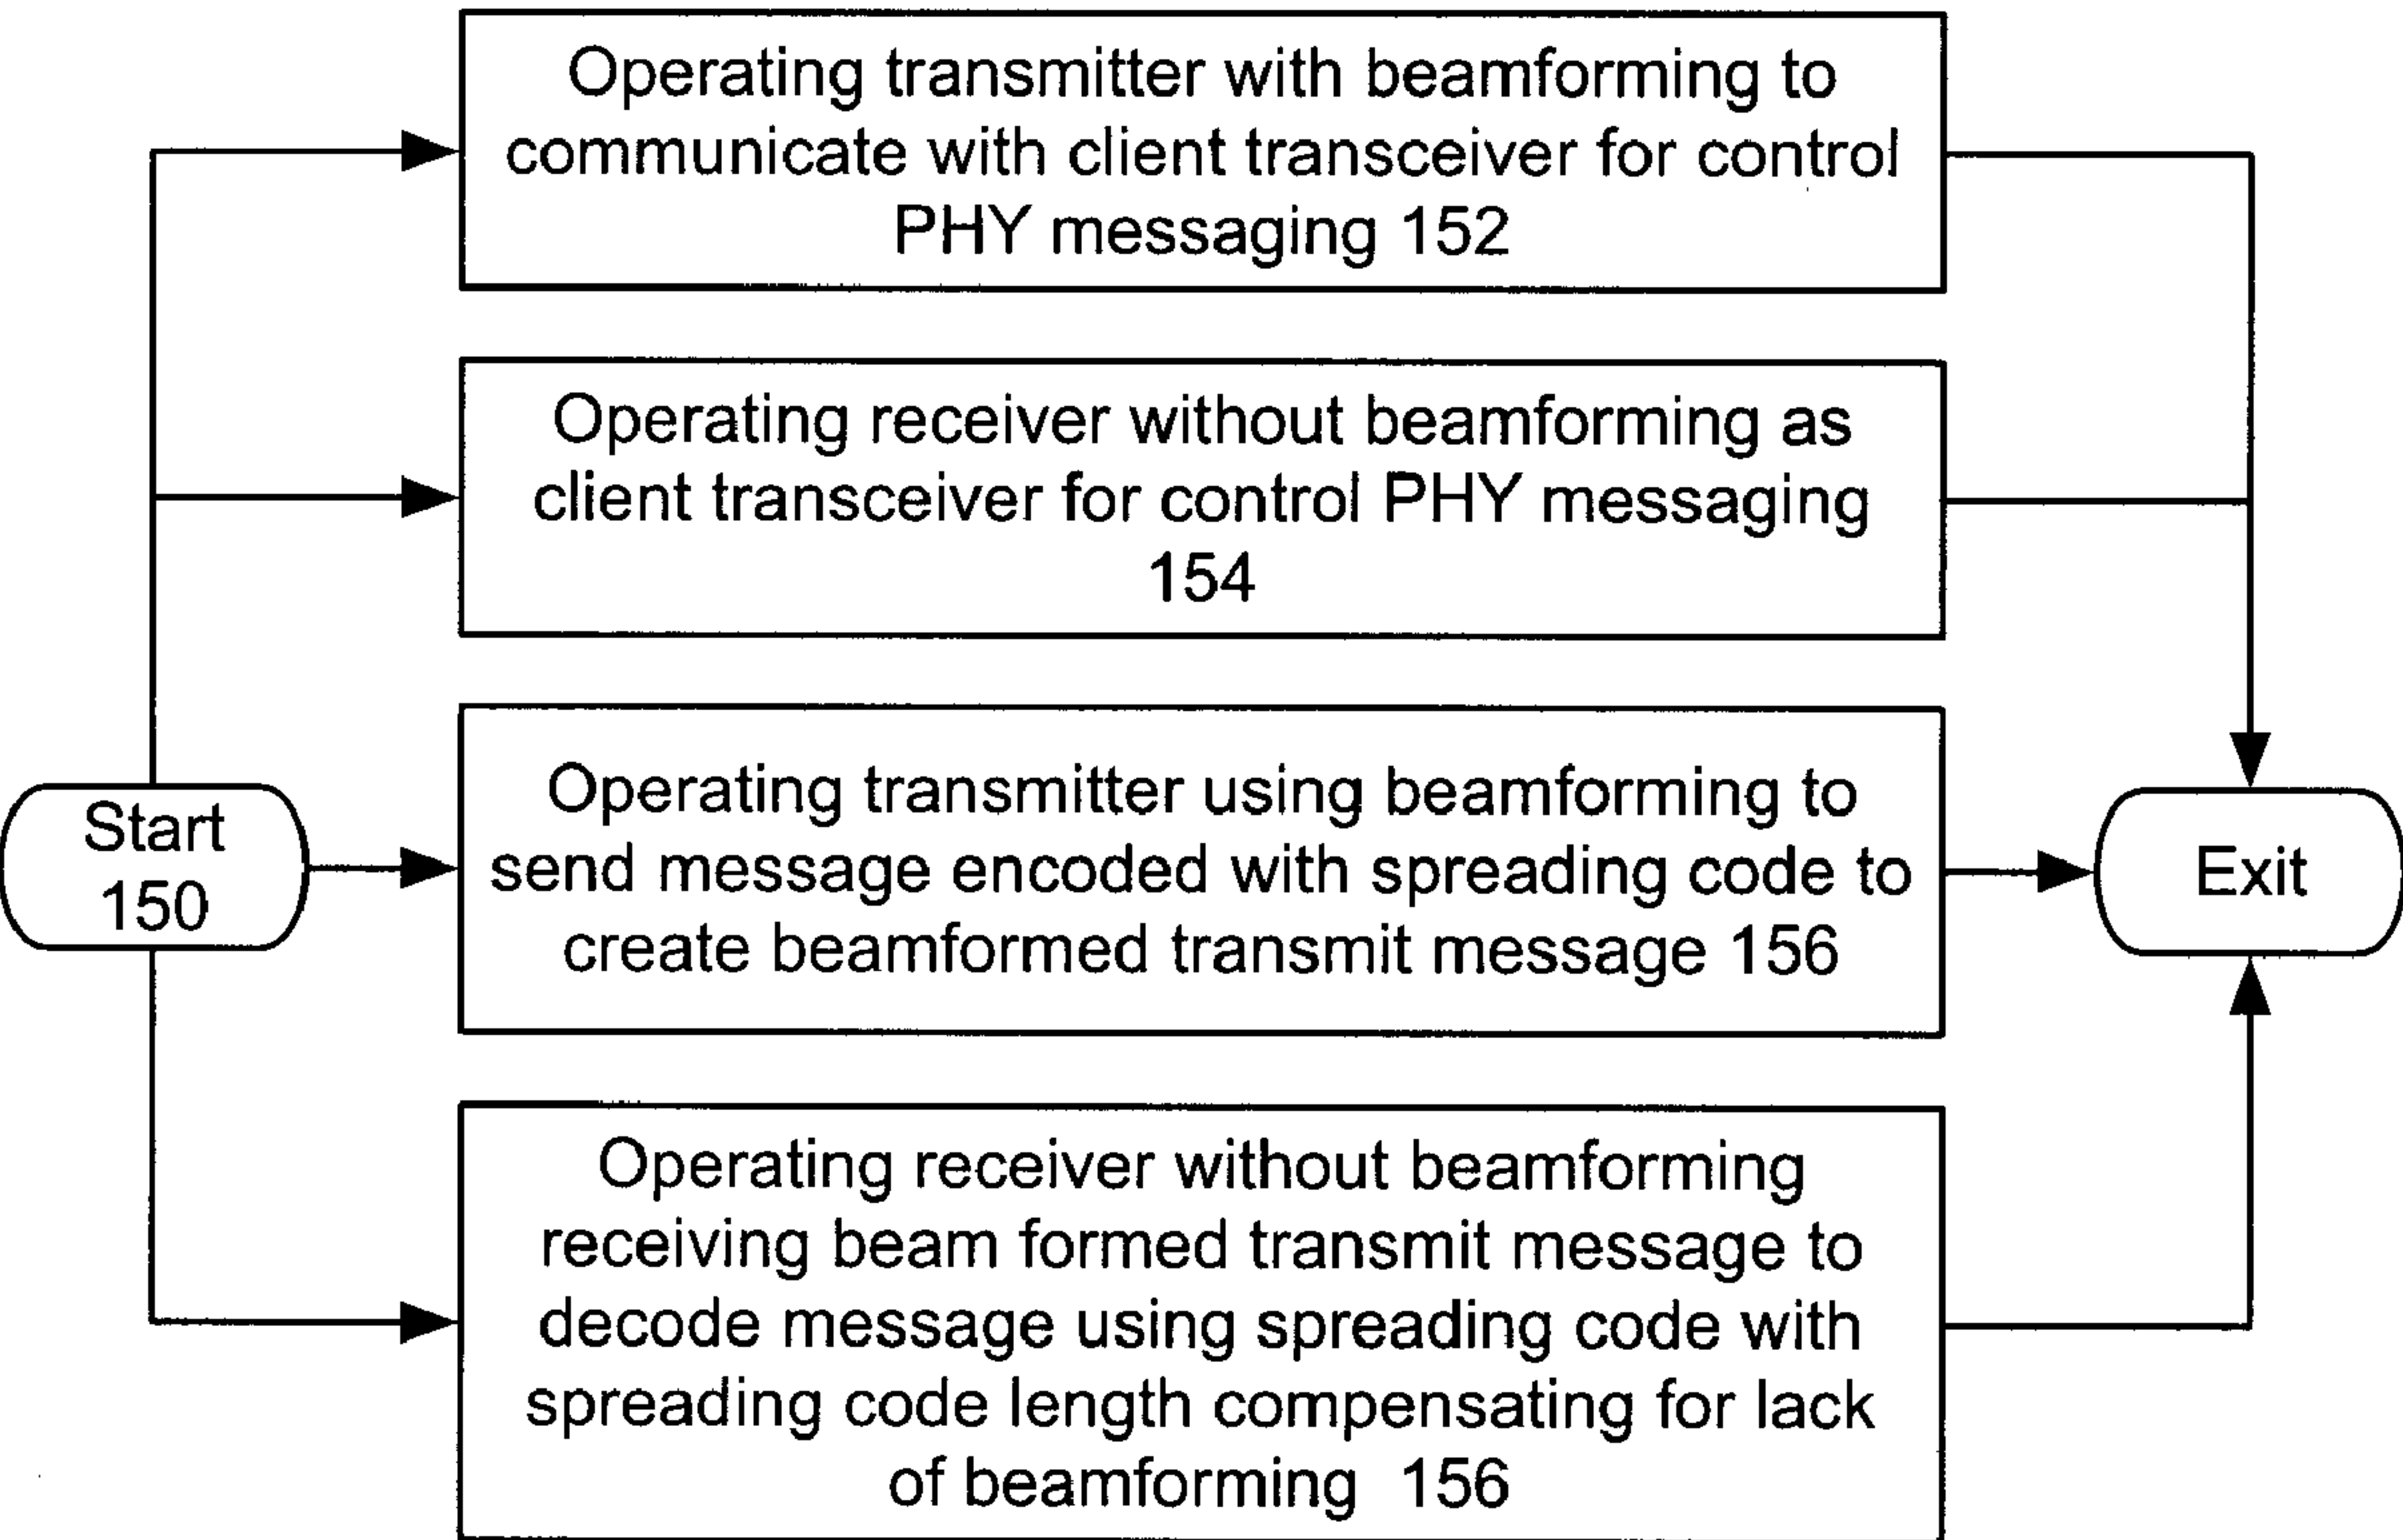 Operating transmitter with beamforming to
communicate with client transceiver for control
PHY messaging 152
Operating receiver without beamforming as
client transceiver for control PHY messaging
154
Start
150
Operating transmitter using beamforming to
send message encoded with spreading code to
create beamformed transmit message 156
Exit
Operating receiver without beamforming
receiving beam formed transmit message to
decode message using spreading code with
spreading code length compensating for lack
of beamforming 156